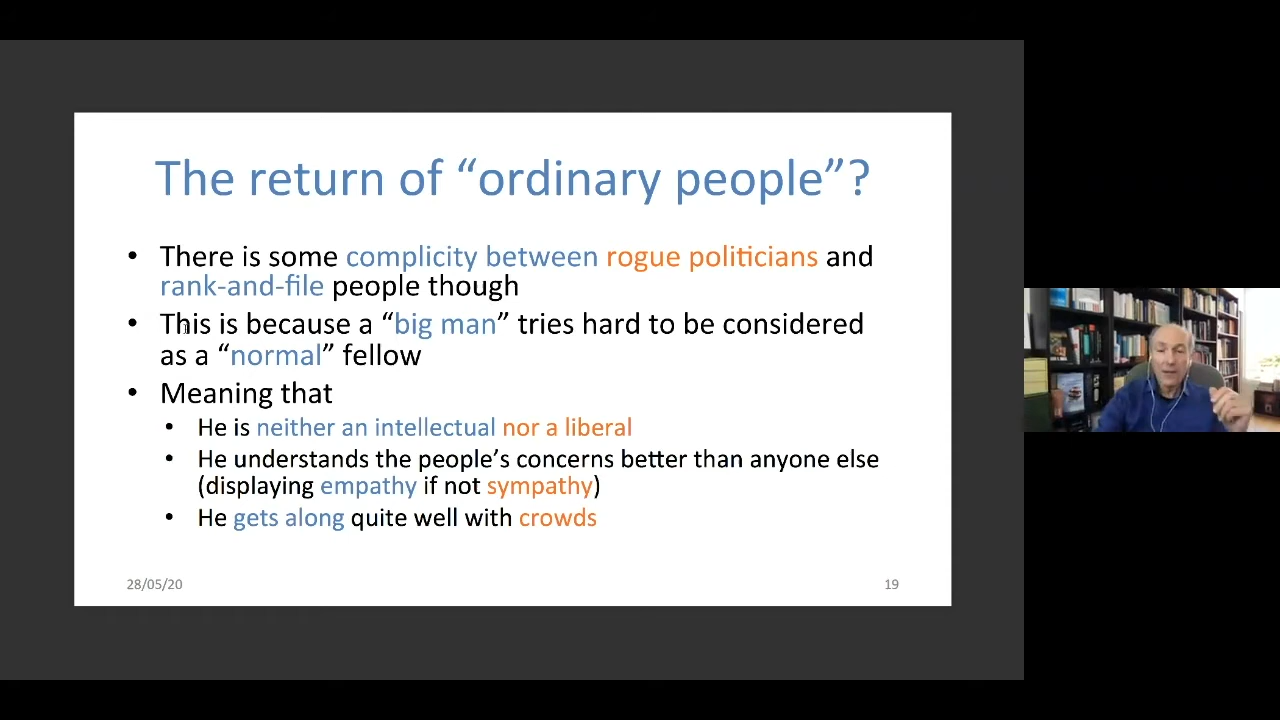 The return of “ordinary people”?
• There is some complicity between rogue politicians and
rank-and-file people though
• This is because a “big man” tries hard to be considered
as a “normal” fellow
• Meaning that
• He is neither an intellectual nor a liberal
• He understands the people’s concerns better than anyone else
(displaying empathy if not sympathy)
• He gets along quite well with crowds
28/05/20
19